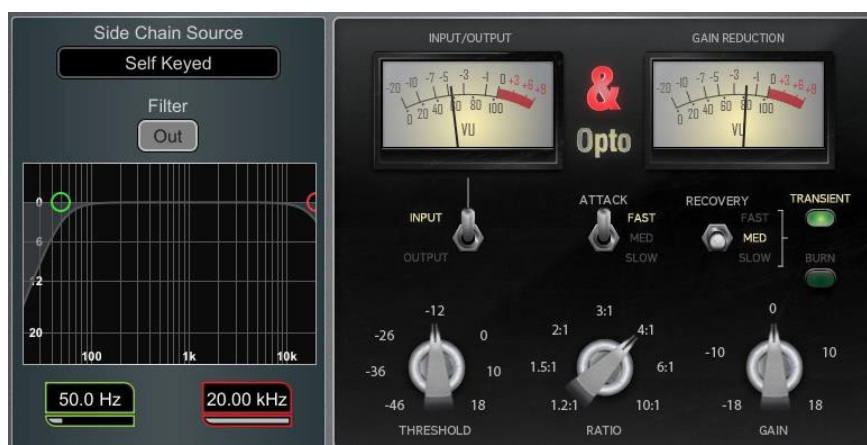 Side Chain Source
Self Keyed
Filter
Out
0
6
12
20
100 1k 10k
50.0 Hz 20.00 kHz
INPUT/OUTPUT
-20 -10 -7 -5 -3 -1 0 +3 +6 +9
0 20 40 60 80 100
VU
&
Opto
GAIN REDUCTION
-20 -10 -7 -5 -3 -1 0 +3 +6 +9
0 20 40 60 80 100
VU
INPUT
OUTPUT
ATTACK
FAST
MED
SLOW
RECOVERY
FAST
MED
SLOW
TRANSIENT
BURN
-12
-26 0
-36 10
-46 18
THRESHOLD
3:1
2:1 4:1
1.5:1 6:1
1.2:1 10:1
RATIO
0
-10 10
-18 18
GAIN